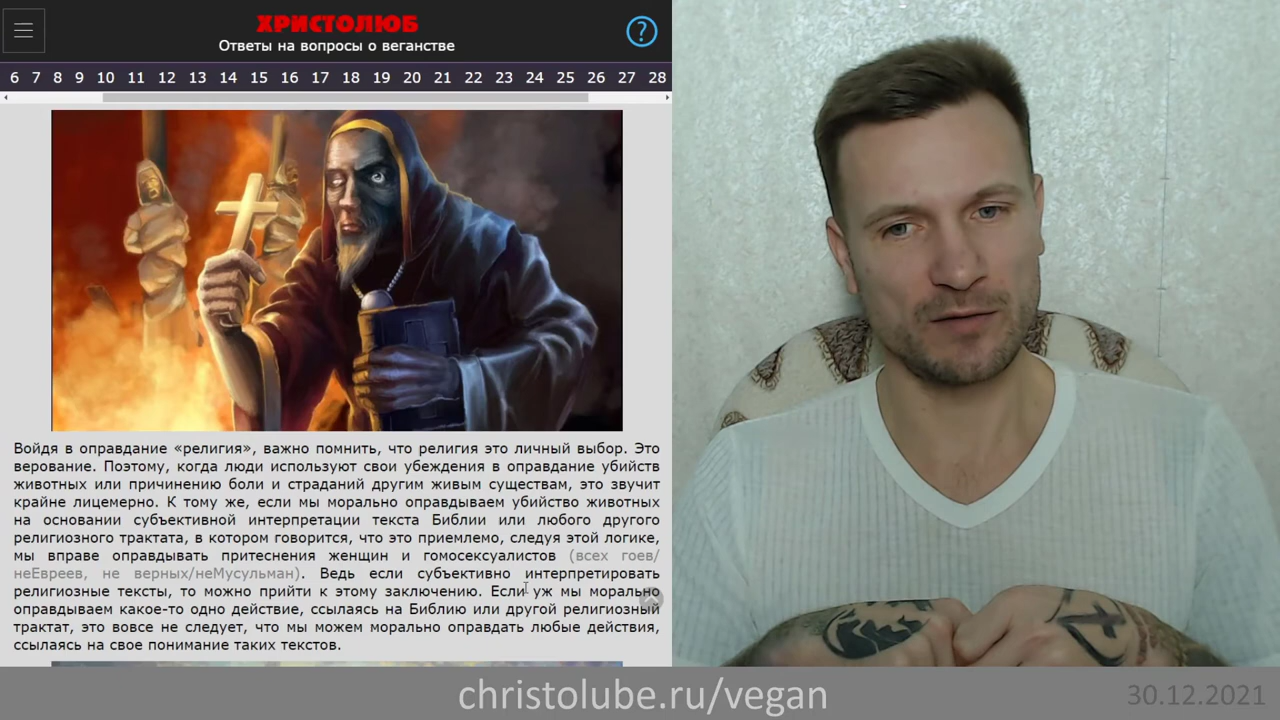 ХРИСТОЛЮБ
Ответы на вопросы о веганстве
?
6 7 8 9 10 11 12 13 14 15 16 17 18 19 20 21 22 23 24 25 26 27 28
Войдя в оправдание «религия», важно помнить, что религия это личный выбор. Это
верование. Поэтому, когда люди используют свои убеждения в оправдание убийств
животных или причинению боли и страданий другим живым существам, это звучит
крайне лицемерно. К тому же, если мы морально оправдываем убийство животных
на основании субъективной интерпретации текста Библии или любого другого
религиозного трактата, в котором говорится, что это приемлемо, следуя этой логике,
мы вправе оправдывать притеснения женщин и гомосексуалистов (всех гоев/
неЕвреев, не верных/неМусульман). Ведь если субъективно интерпретировать
религиозные тексты, то можно прийти к этому заключению. Если уж мы морально
оправдываем какое-то одно действие, ссылаясь на Библию или другой религиозный
трактат, это вовсе не следует, что мы можем морально оправдать любые действия,
ссылаясь на свое понимание таких текстов.
christolube.ru/vegan
30.12.2021